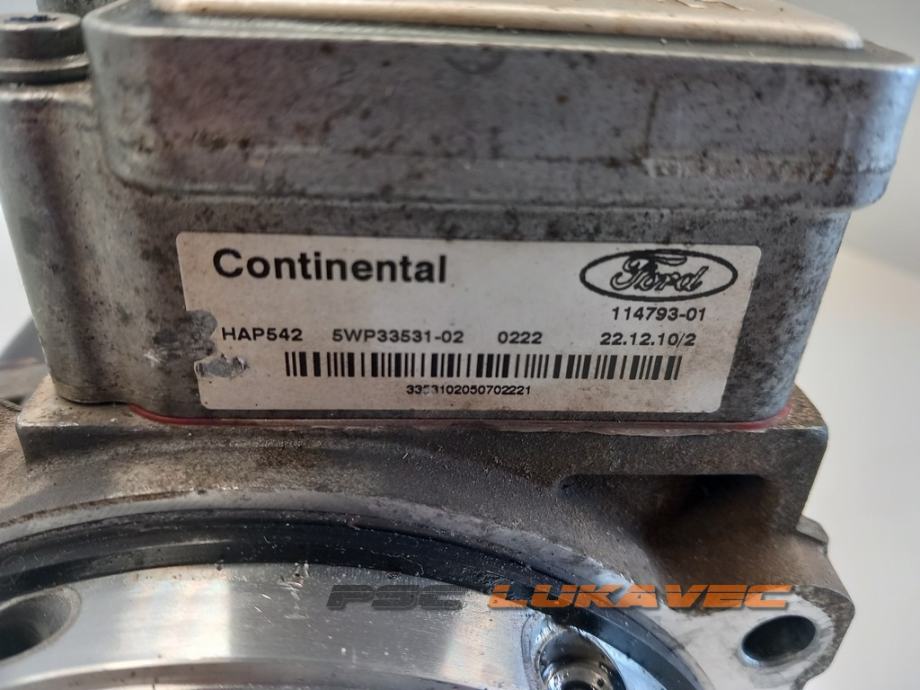 Continental
Ford
114793-01
HAP542 5WP33531-02 0222 22.12.10/2
3353102050702221
PSC LUKAVEC